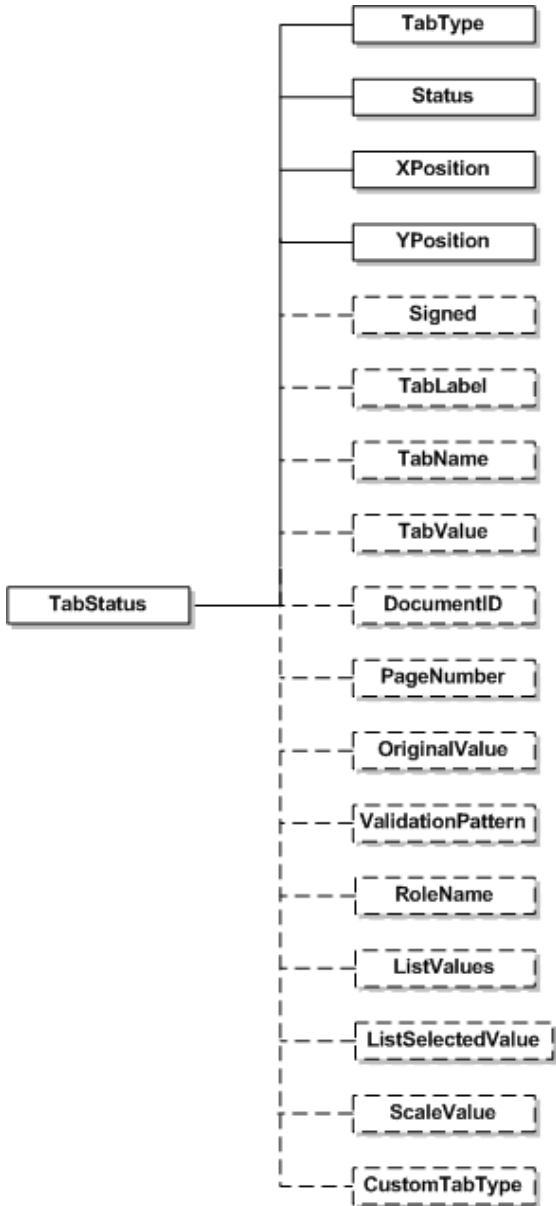 TabType
Status
XPosition
YPosition
Signed
TabLabel
TabName
TabValue
TabStatus
DocumentID
PageNumber
OriginalValue
ValidationPattern
RoleName
ListValues
ListSelectedValue
ScaleValue
CustomTabType